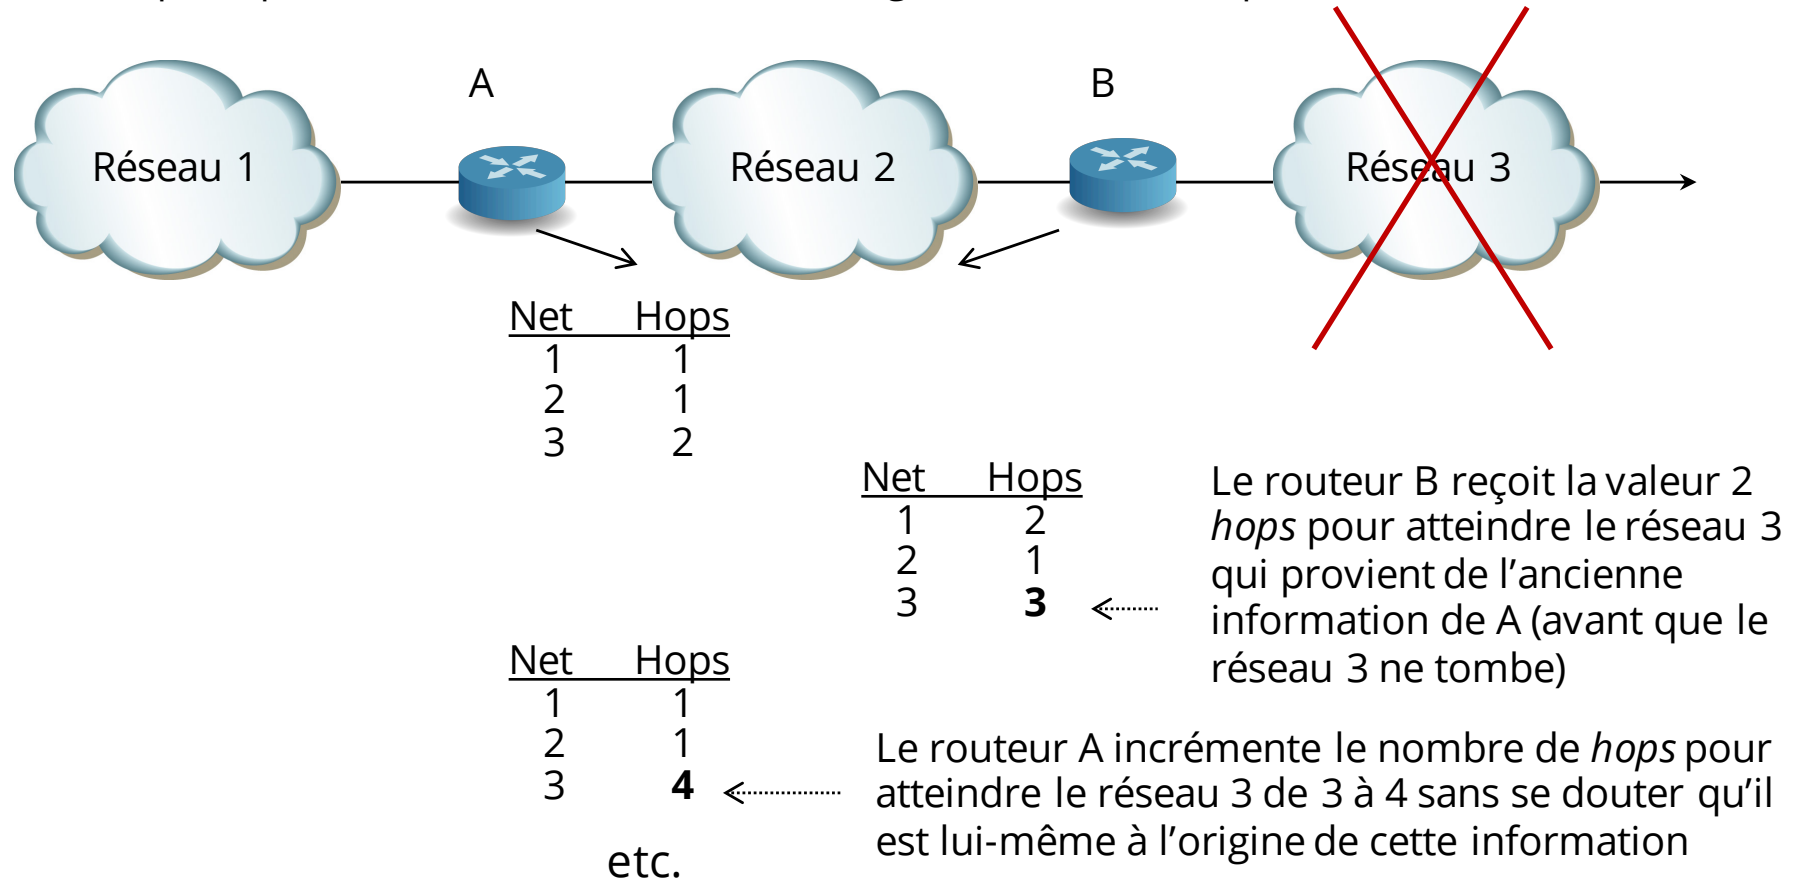 A
B
Réseau 1
Réseau 2
Réseau 3
Net Hops
1 1
2 1
3 2
Net Hops
1 2
2 1
3 3
Le routeur B reçoit la valeur 2
hops pour atteindre le réseau 3
qui provient de l’ancienne
information de A (avant que le
réseau 3 ne tombe)
Net Hops
1 1
2 1
3 4
Le routeur A incrémente le nombre de hops pour
atteindre le réseau 3 de 3 à 4 sans se douter qu’il
est lui-même à l’origine de cette information
etc.